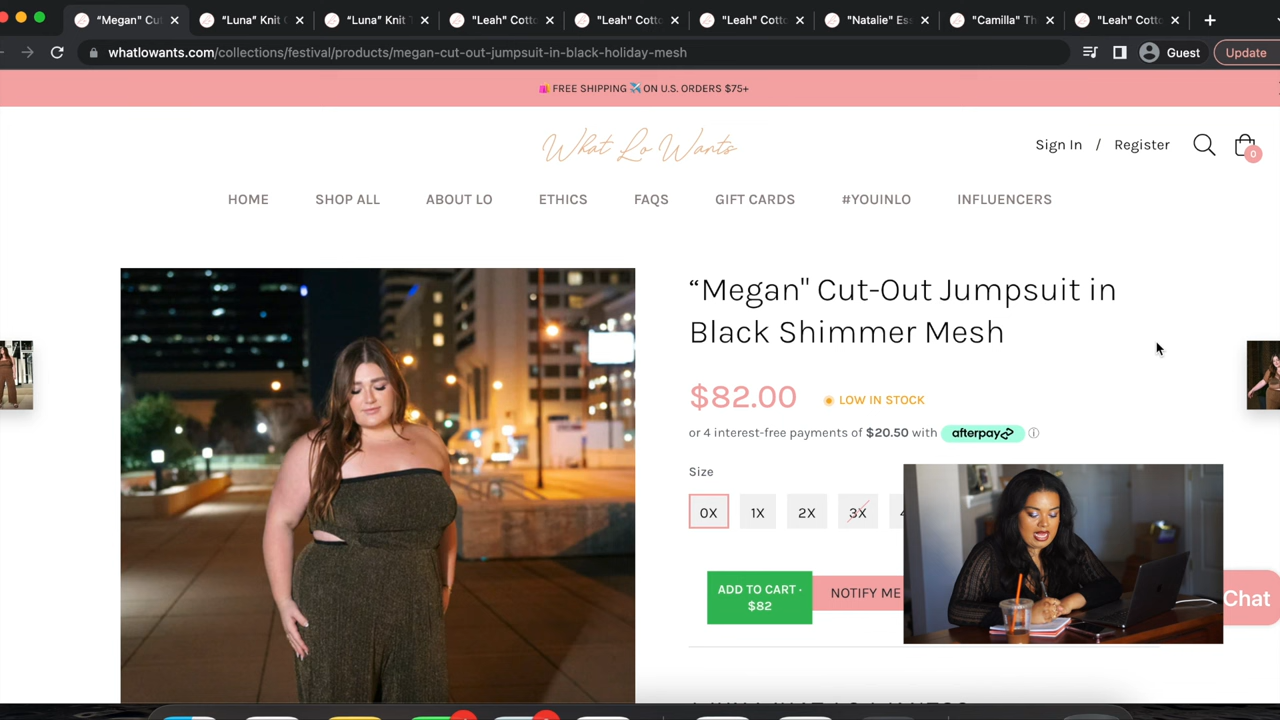 “Megan” Cut
“Luna” Knit
“Luna” Knit T
“Leah” Cotto
“Leah” Cotto
“Leah” Cotto
“Natalie” Ess
“Camilla” Th
“Leah” Cotto
whatlowants.com/collections/festival/products/megan-cut-out-jumpsuit-in-black-holiday-mesh
Guest
Update
FREE SHIPPING ✈️ ON U.S. ORDERS $75+
What Lo Wants
Sign In / Register
0
HOME
SHOP ALL
ABOUT LO
ETHICS
FAQS
GIFT CARDS
#YOUINLO
INFLUENCERS
“Megan" Cut-Out Jumpsuit in
Black Shimmer Mesh
$82.00
LOW IN STOCK
or 4 interest-free payments of $20.50 with afterpay
Size
0X
1X
2X
3X
ADD TO CART ·
$82
NOTIFY ME
Chat